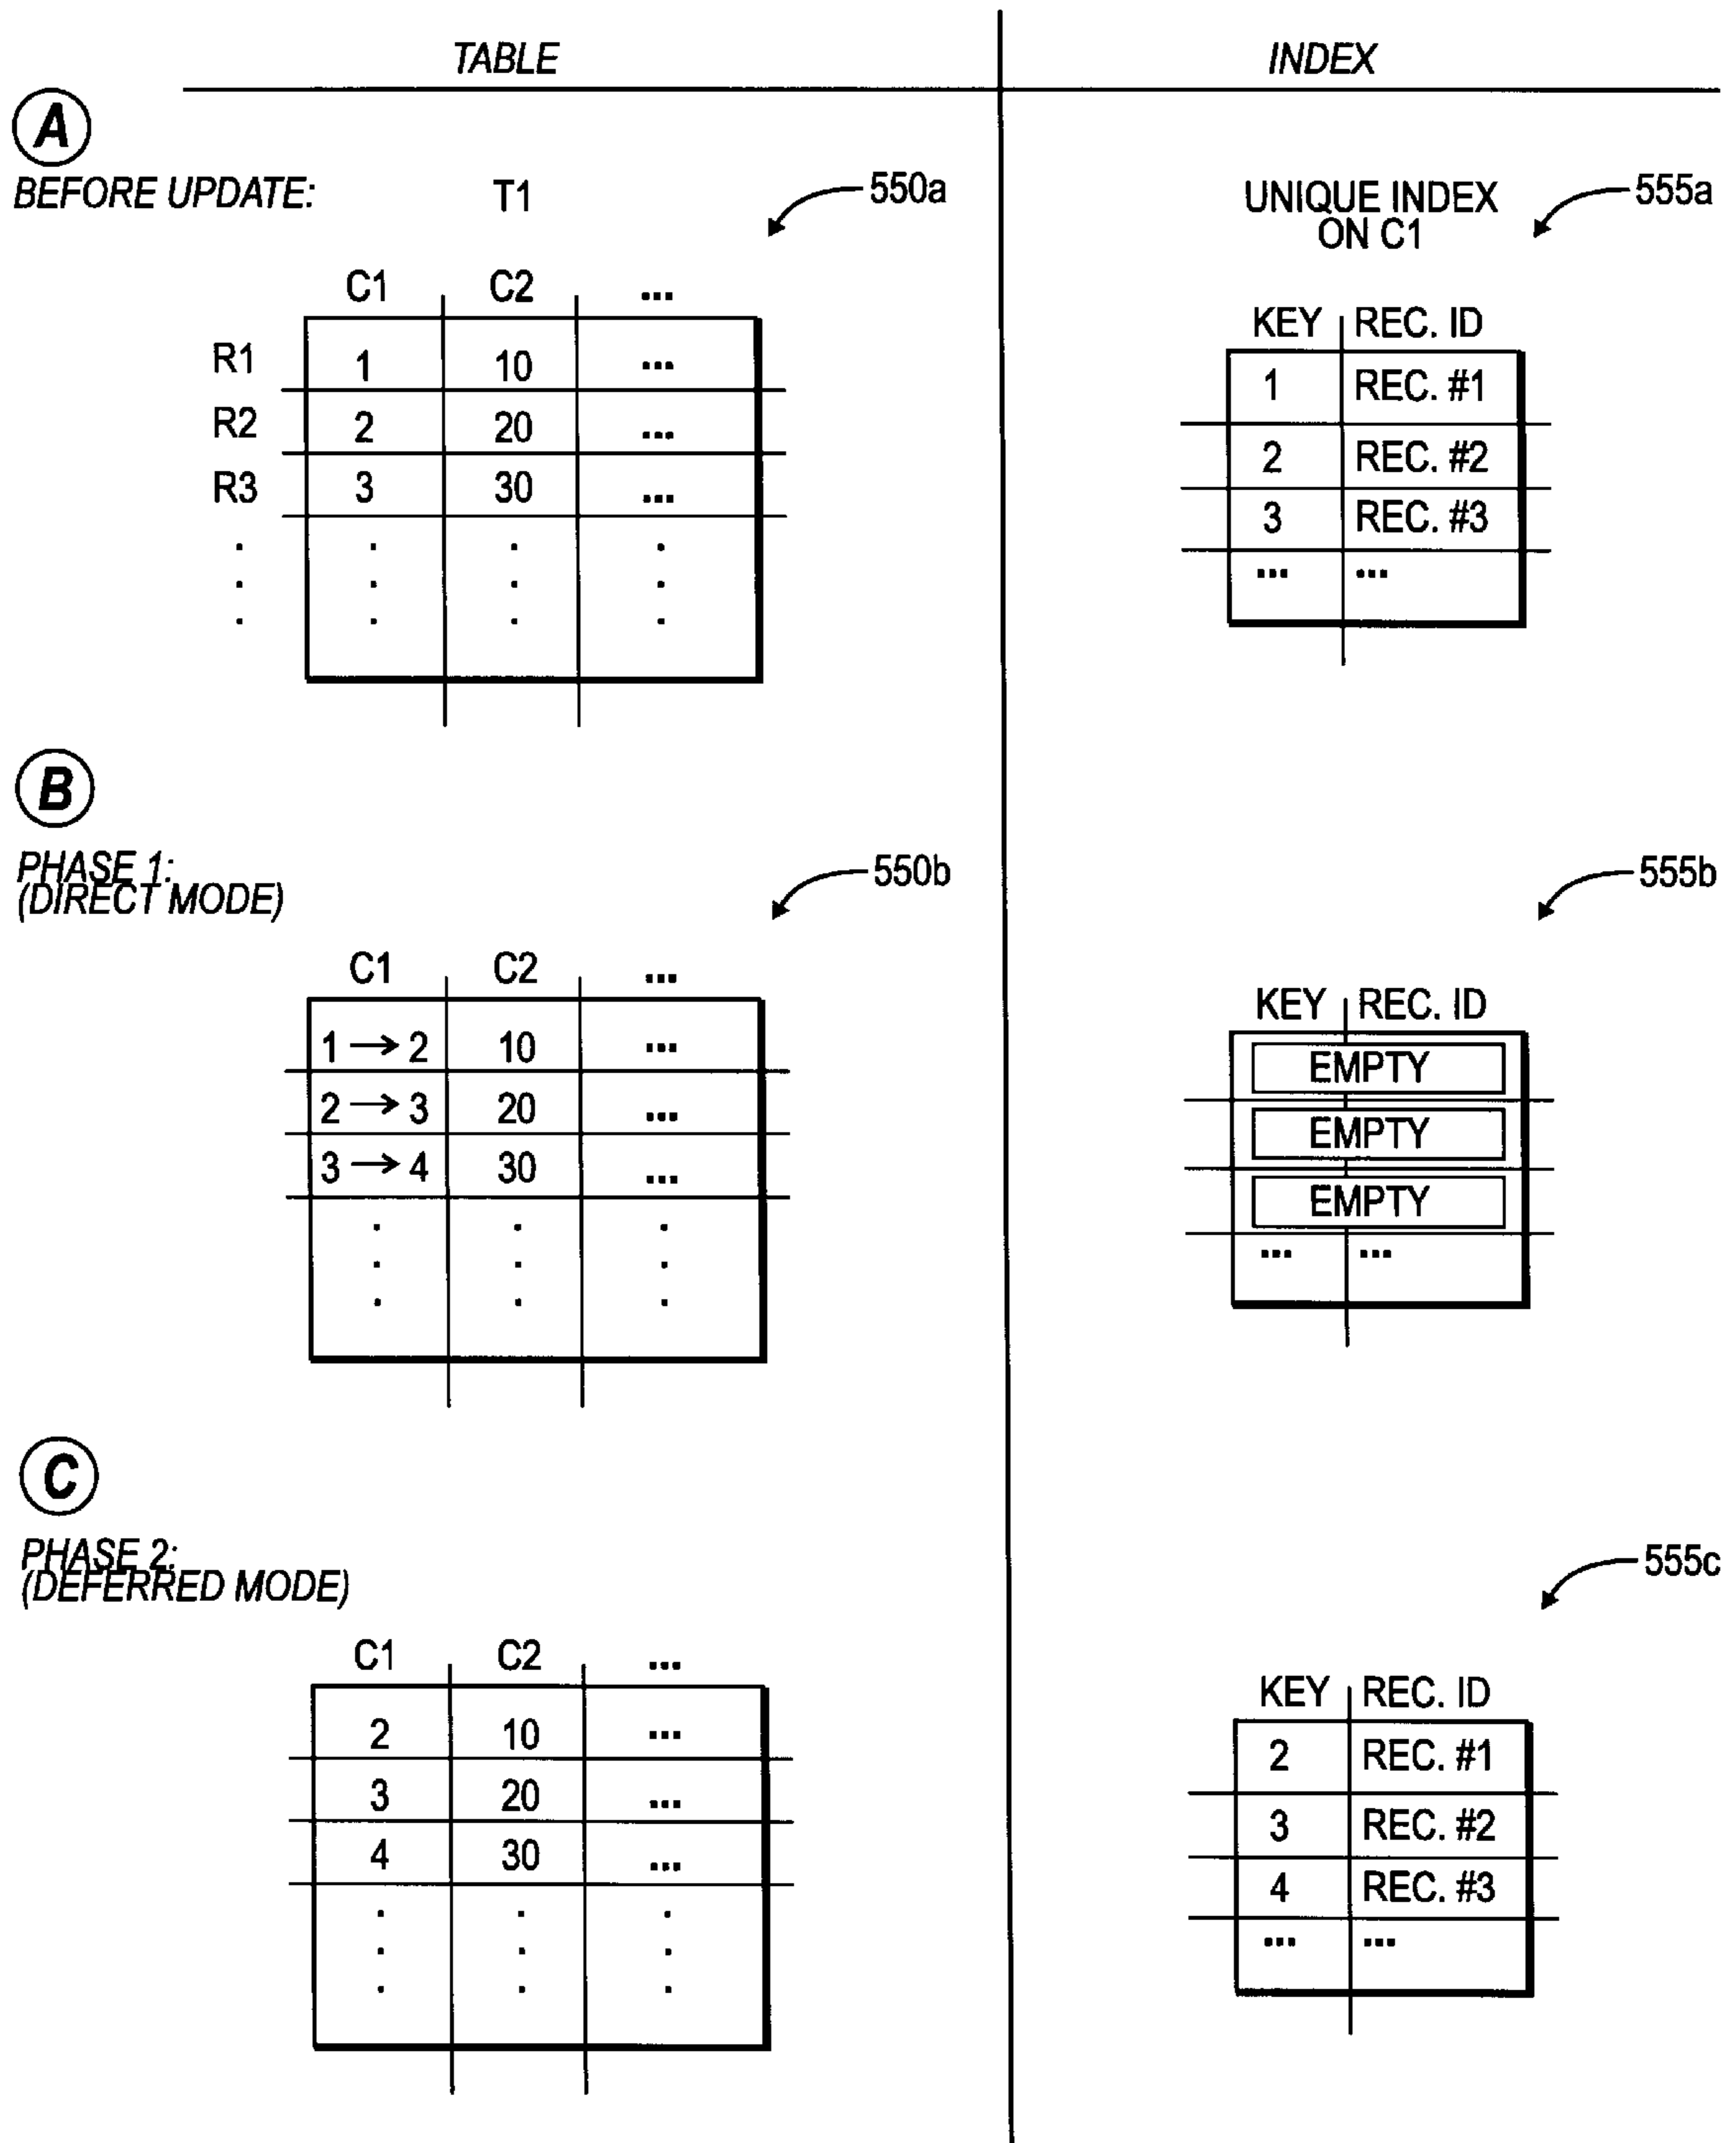 TABLE INDEX
A
BEFORE UPDATE: T1 550a UNIQUE INDEX 555a
ON C1
C1 C2 ... KEY REC. ID
R1 1 10 ... 1 REC. #1
R2 2 20 ... 2 REC. #2
R3 3 30 ... 3 REC. #3
... ...
B
PHASE 1: 550b 555b
(DIRECT MODE)
C1 C2 ... KEY REC. ID
1 → 2 10 ... EMPTY
2 → 3 20 ... EMPTY
3 → 4 30 ... EMPTY
... ...
C
PHASE 2: 555c
(DEFERRED MODE)
C1 C2 ... KEY REC. ID
2 10 ... 2 REC. #1
3 20 ... 3 REC. #2
4 30 ... 4 REC. #3
... ...